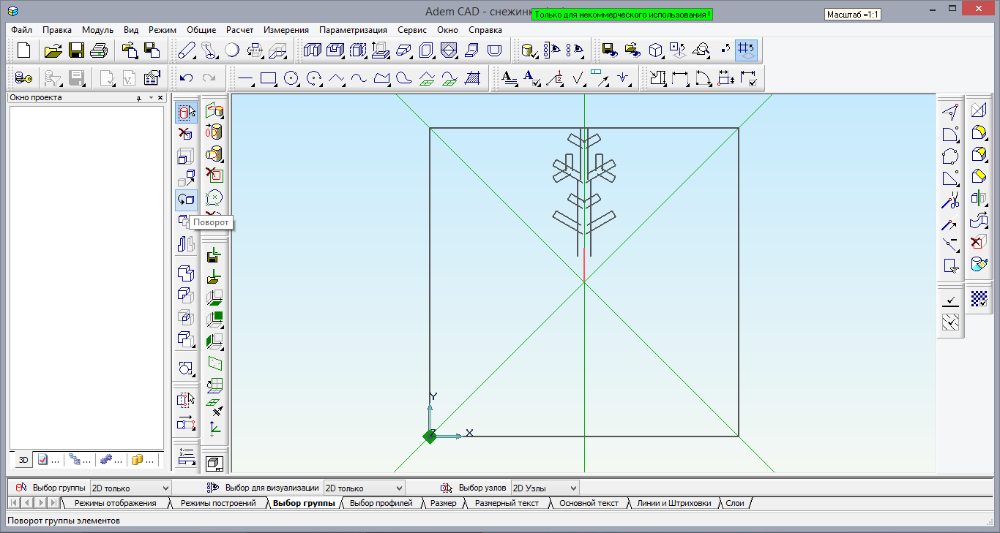 Adem CAD - снежин
Только для некоммерческого использования !
Масштаб =1:1
Файл Правка Модуль Вид Режим Общие Расчет Измерения Параметризация Сервис Окно Справка
Окно проекта
Поворот
Y
Z
X
3D ... ... ... ...
Выбор группы 2D только Выбор для визуализации 2D только Выбор узлов 2D Узлы
Режимы отображения Режимы построений Выбор группы Выбор профилей Размер Размерный текст Основной текст Линии и Штриховки Слои
Поворот группы элементов